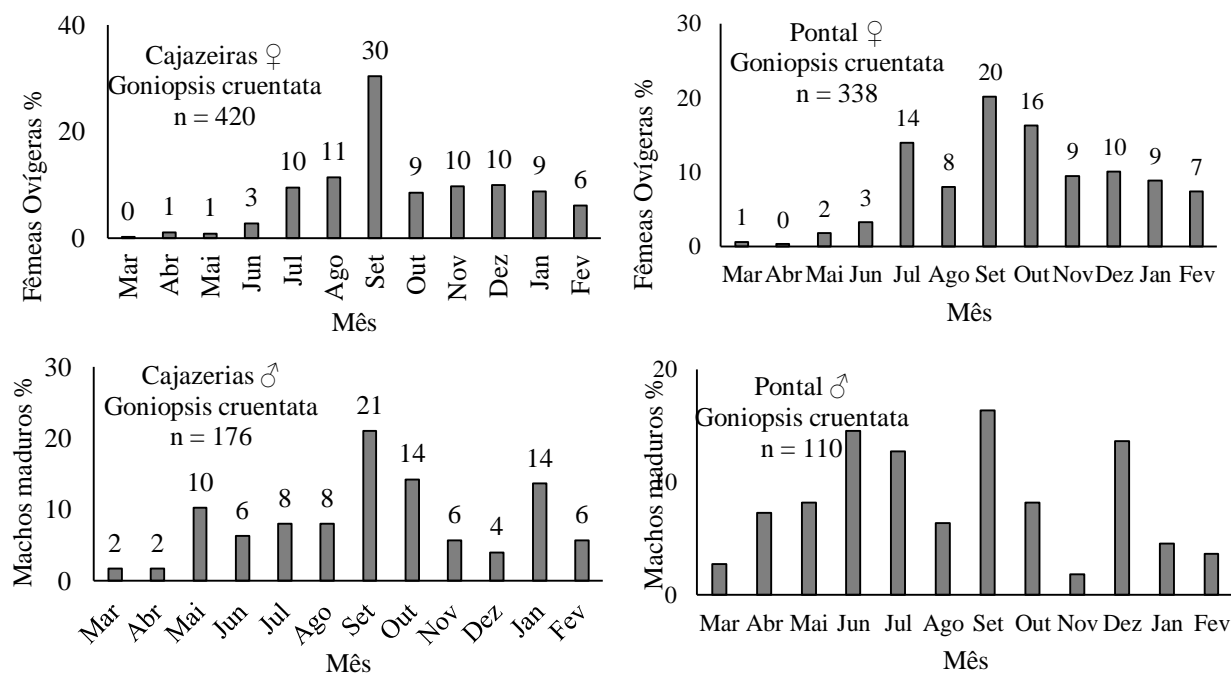 Cajazeiras ♀
Goniopsis cruentata
n = 420
Fêmeas Ovígeras %
40
20
0
0 1 1 3 10 11 30 9 10 10 9 6
Mar Abr Mai Jun Jul Ago Set Out Nov Dez Jan Fev
Mês
Pontal ♀
Goniopsis cruentata
n = 338
Fêmeas Ovígeras %
30
20
10
0
1 0 2 3 14 8 20 16 9 10 9 7
Mar Abr Mai Jun Jul Ago Set Out Nov Dez Jan Fev
Mês
Cajazerias ♂
Goniopsis cruentata
n = 176
Machos maduros %
30
20
10
0
2 2 10 6 8 8 21 14 6 4 14 6
Mar Abr Mai Jun Jul Ago Set Out Nov Dez Jan Fev
Mês
Pontal ♂
Goniopsis cruentata
n = 110
Machos maduros %
20
10
0
Mar Abr Mai Jun Jul Ago Set Out Nov Dez Jan Fev
Mês